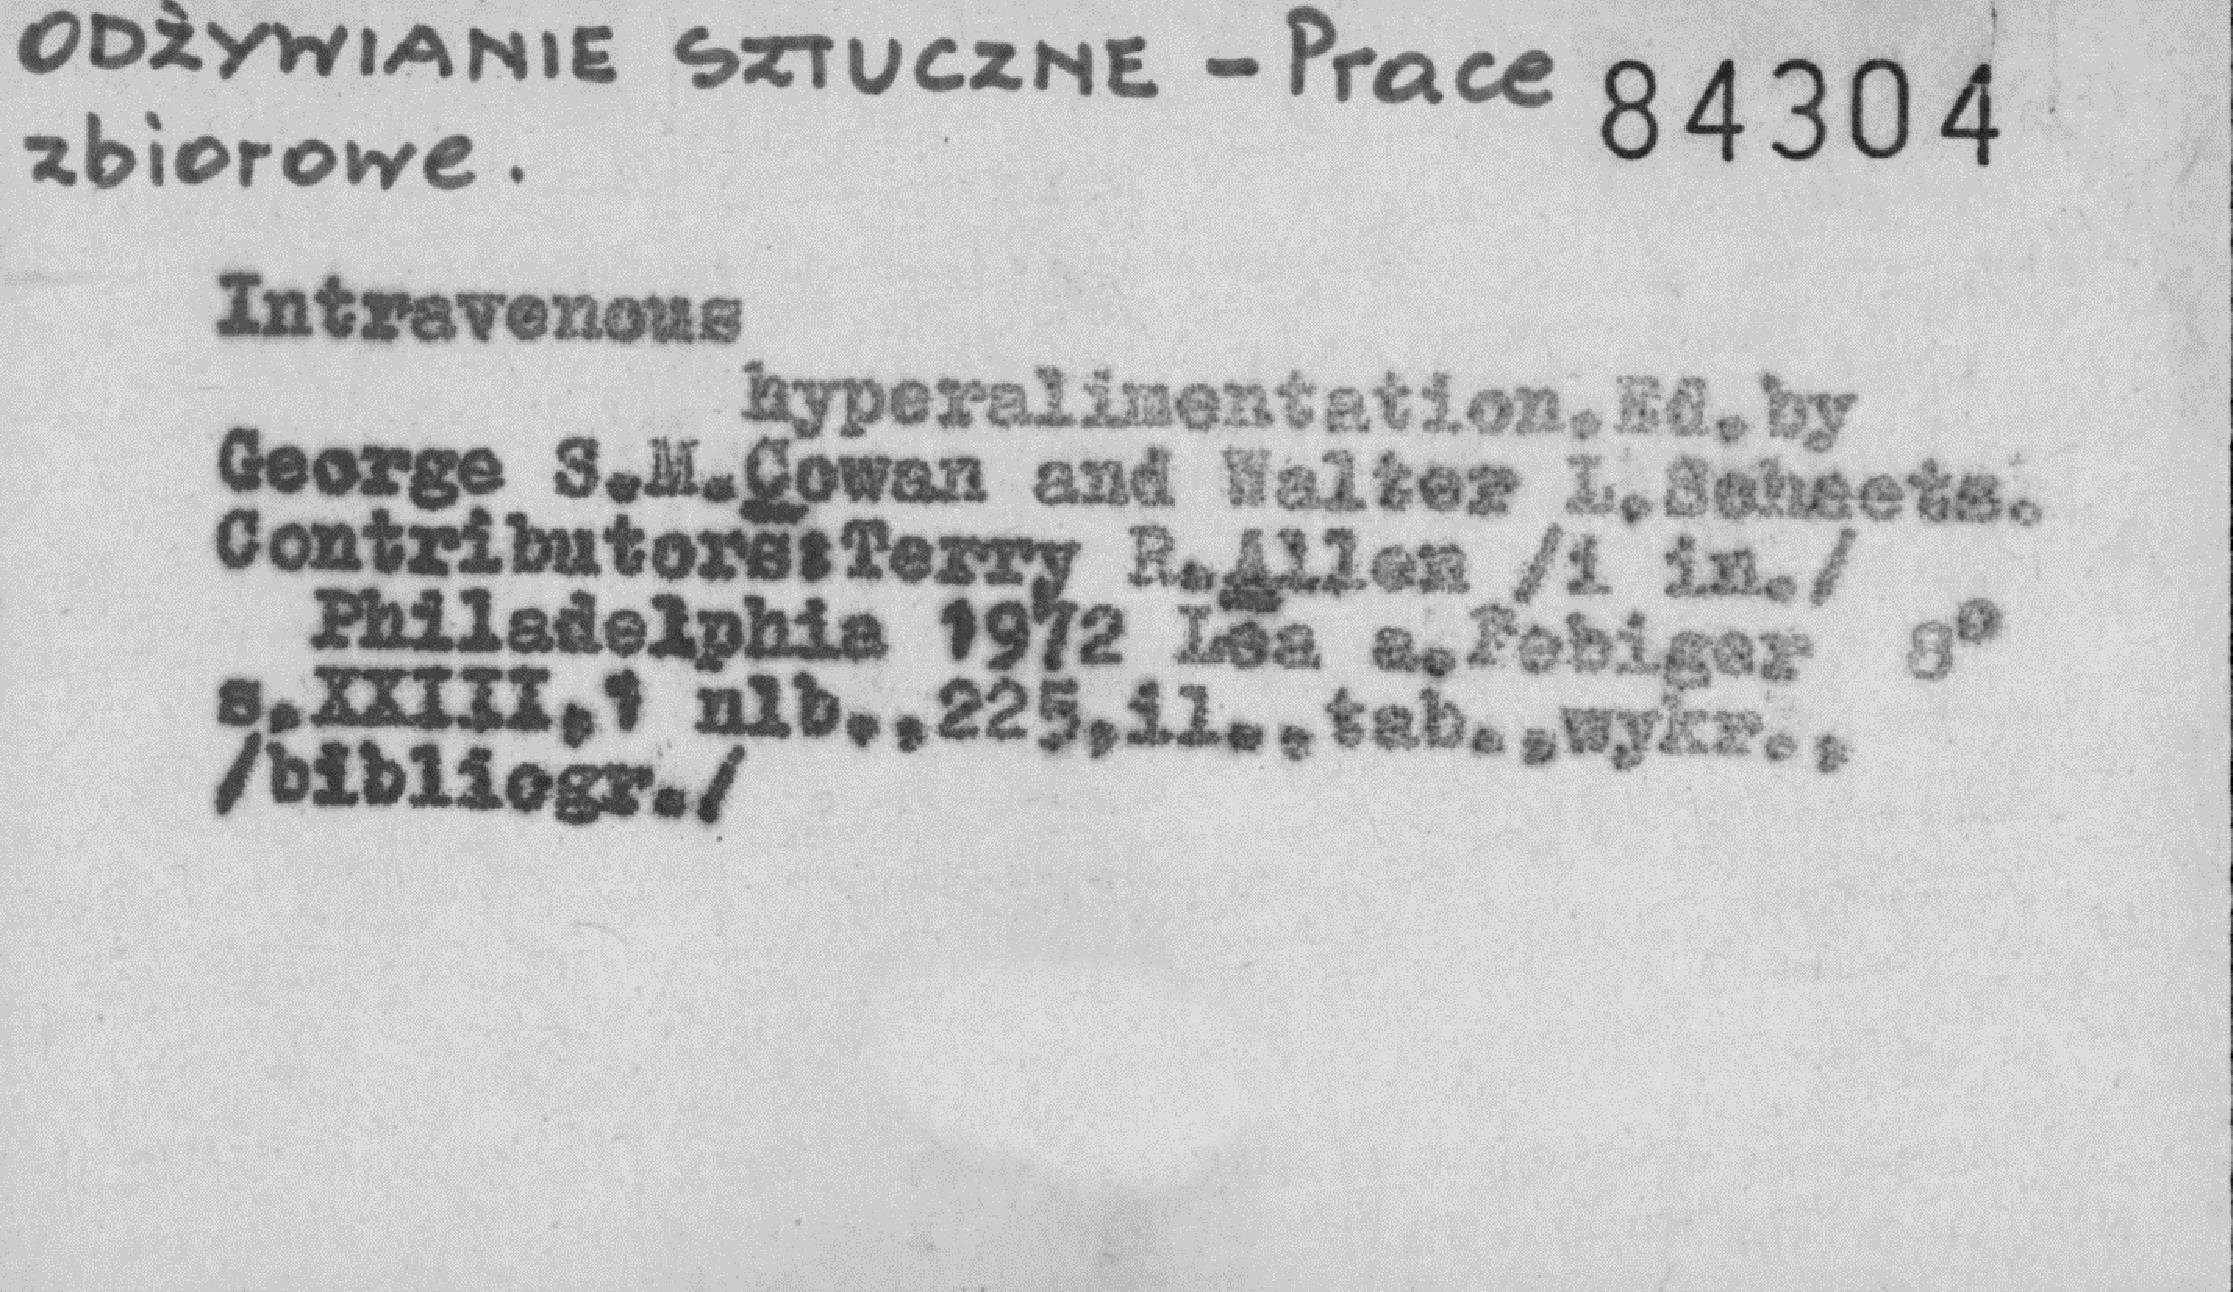 ODŻYWIANIE SZTUCZNE - Prace 84304
zbiorowe.
Intravenous
hyperalimentation.Ed.by
George S.M.Cowan and Walter L.Scheets.
Contributors:Terry R.Allen /i in./
Philadelphia 1972 Lea a.Febiger 8°
s.XXIII,1 nlb.,225,il.,tab.,wykr.,
/bibliogr./